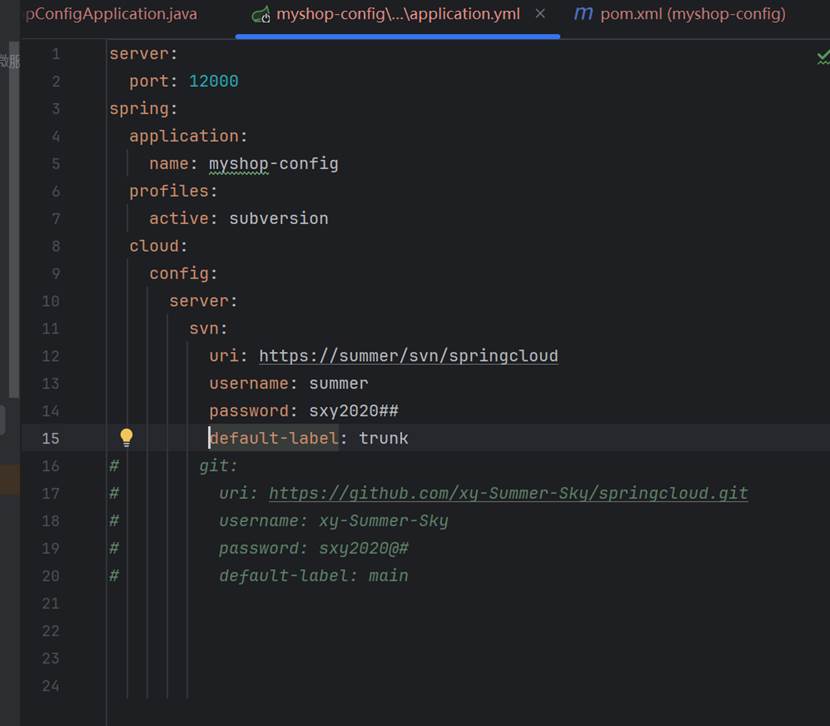 pConfigApplication.java
myshop-config\...\application.yml
m pom.xml (myshop-config)
微服
1 server:
2 port: 12000
3 spring:
4 application:
5 name: myshop-config
6 profiles:
7 active: subversion
8 cloud:
9 config:
10 server:
11 svn:
12 uri: https://summer/svn/springcloud
13 username: summer
14 password: sxy2020##
15 default-label: trunk
16 # git:
17 # uri: https://github.com/xy-Summer-Sky/springcloud.git
18 # username: xy-Summer-Sky
19 # password: sxy2020@#
20 # default-label: main
21
22
23
24